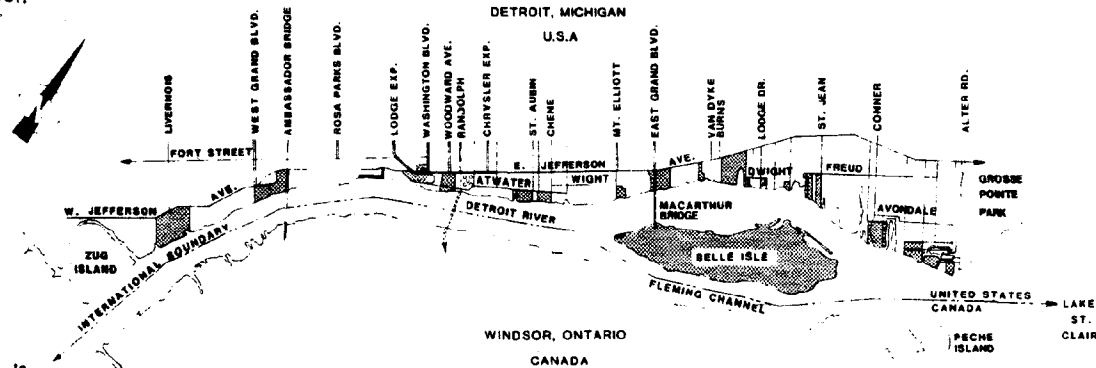 DETROIT, MICHIGAN
U.S.A
LIVERNOIS
WEST GRAND BLVD.
AMBASSADOR BRIDGE
ROSA PARKS BLVD.
LODGE EXP.
WASHINGTON BLVD.
WOODWARD AVE.
RANDOLPH
CHRYSLER EXP.
ST. AUBIN
CHENE
MT. ELLIOTT
EAST GRAND BLVD.
VAN DYKE
BURNS
LODGE DR.
ST. JEAN
CONNER
ALTER RD.
FORT STREET
E. JEFFERSON AVE.
W. JEFFERSON AVE.
ATWATER
WIGHT
DWIGHT
FREUD
GROSSE
POINTE
PARK
AVONDALE
MACARTHUR
BRIDGE
DETROIT RIVER
ZUG
ISLAND
INTERNATIONAL BOUNDARY
BELLE ISLE
FLEMING CHANNEL
UNITED STATES
CANADA
LAKE
ST.
CLAIR
PECHE
ISLAND
WINDSOR, ONTARIO
CANADA